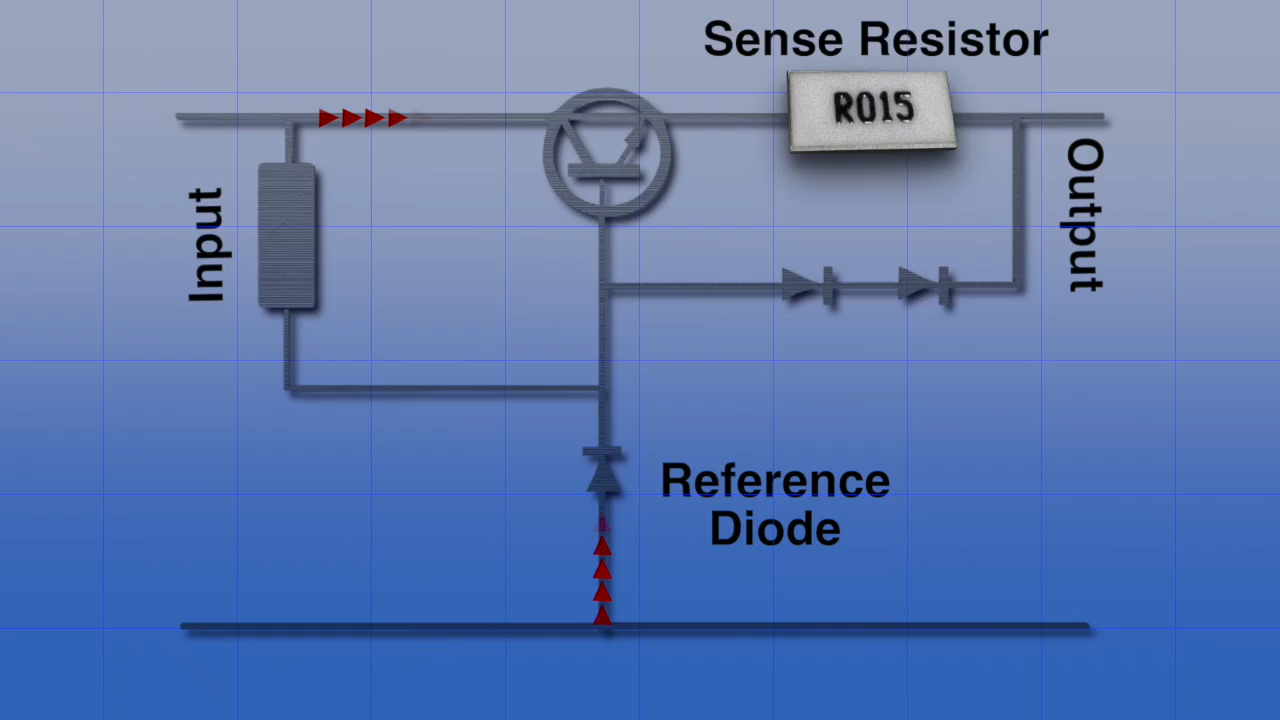 Sense Resistor
R015
Input
Output
Reference
Diode